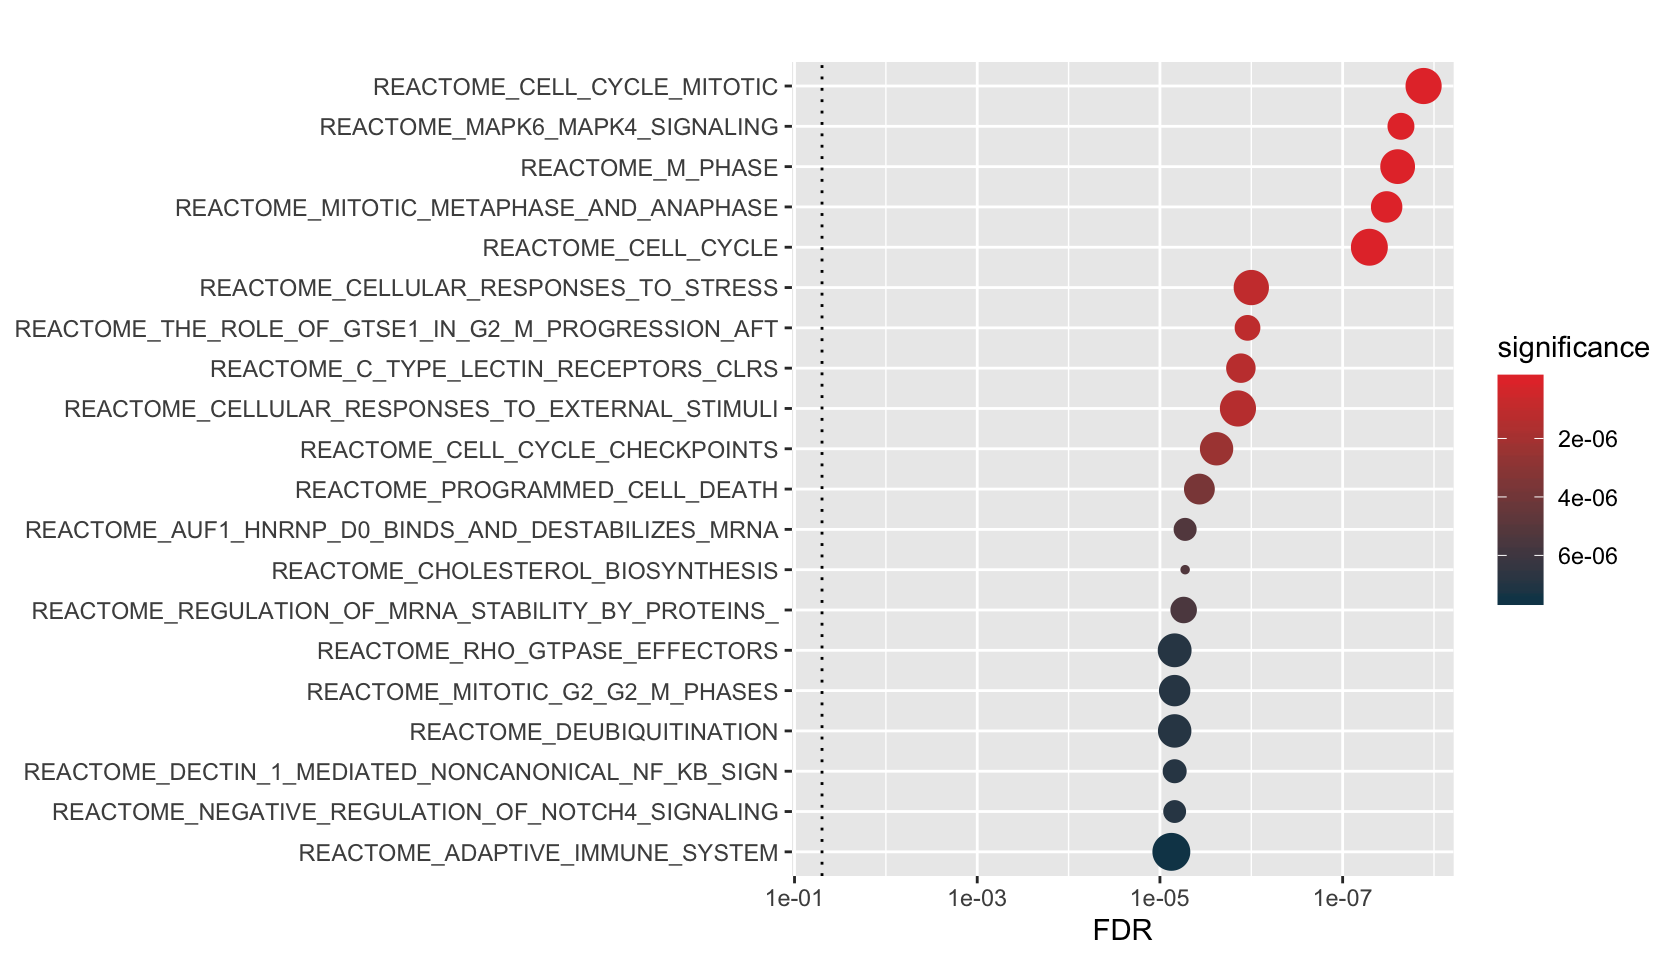 REACTOME_CELL_CYCLE_MITOTIC
REACTOME_MAPK6_MAPK4_SIGNALING
REACTOME_M_PHASE
REACTOME_MITOTIC_METAPHASE_AND_ANAPHASE
REACTOME_CELL_CYCLE
REACTOME_CELLULAR_RESPONSES_TO_STRESS
REACTOME_THE_ROLE_OF_GTSE1_IN_G2_M_PROGRESSION_AFT
REACTOME_C_TYPE_LECTIN_RECEPTORS_CLRS
REACTOME_CELLULAR_RESPONSES_TO_EXTERNAL_STIMULI
REACTOME_CELL_CYCLE_CHECKPOINTS
REACTOME_PROGRAMMED_CELL_DEATH
REACTOME_AUF1_HNRNP_D0_BINDS_AND_DESTABILIZES_MRNA
REACTOME_CHOLESTEROL_BIOSYNTHESIS
REACTOME_REGULATION_OF_MRNA_STABILITY_BY_PROTEINS_
REACTOME_RHO_GTPASE_EFFECTORS
REACTOME_MITOTIC_G2_G2_M_PHASES
REACTOME_DEUBIQUITINATION
REACTOME_DECTIN_1_MEDIATED_NONCANONICAL_NF_KB_SIGN
REACTOME_NEGATIVE_REGULATION_OF_NOTCH4_SIGNALING
REACTOME_ADAPTIVE_IMMUNE_SYSTEM
1e-01 1e-03 1e-05 1e-07
FDR
significance
2e-06
4e-06
6e-06